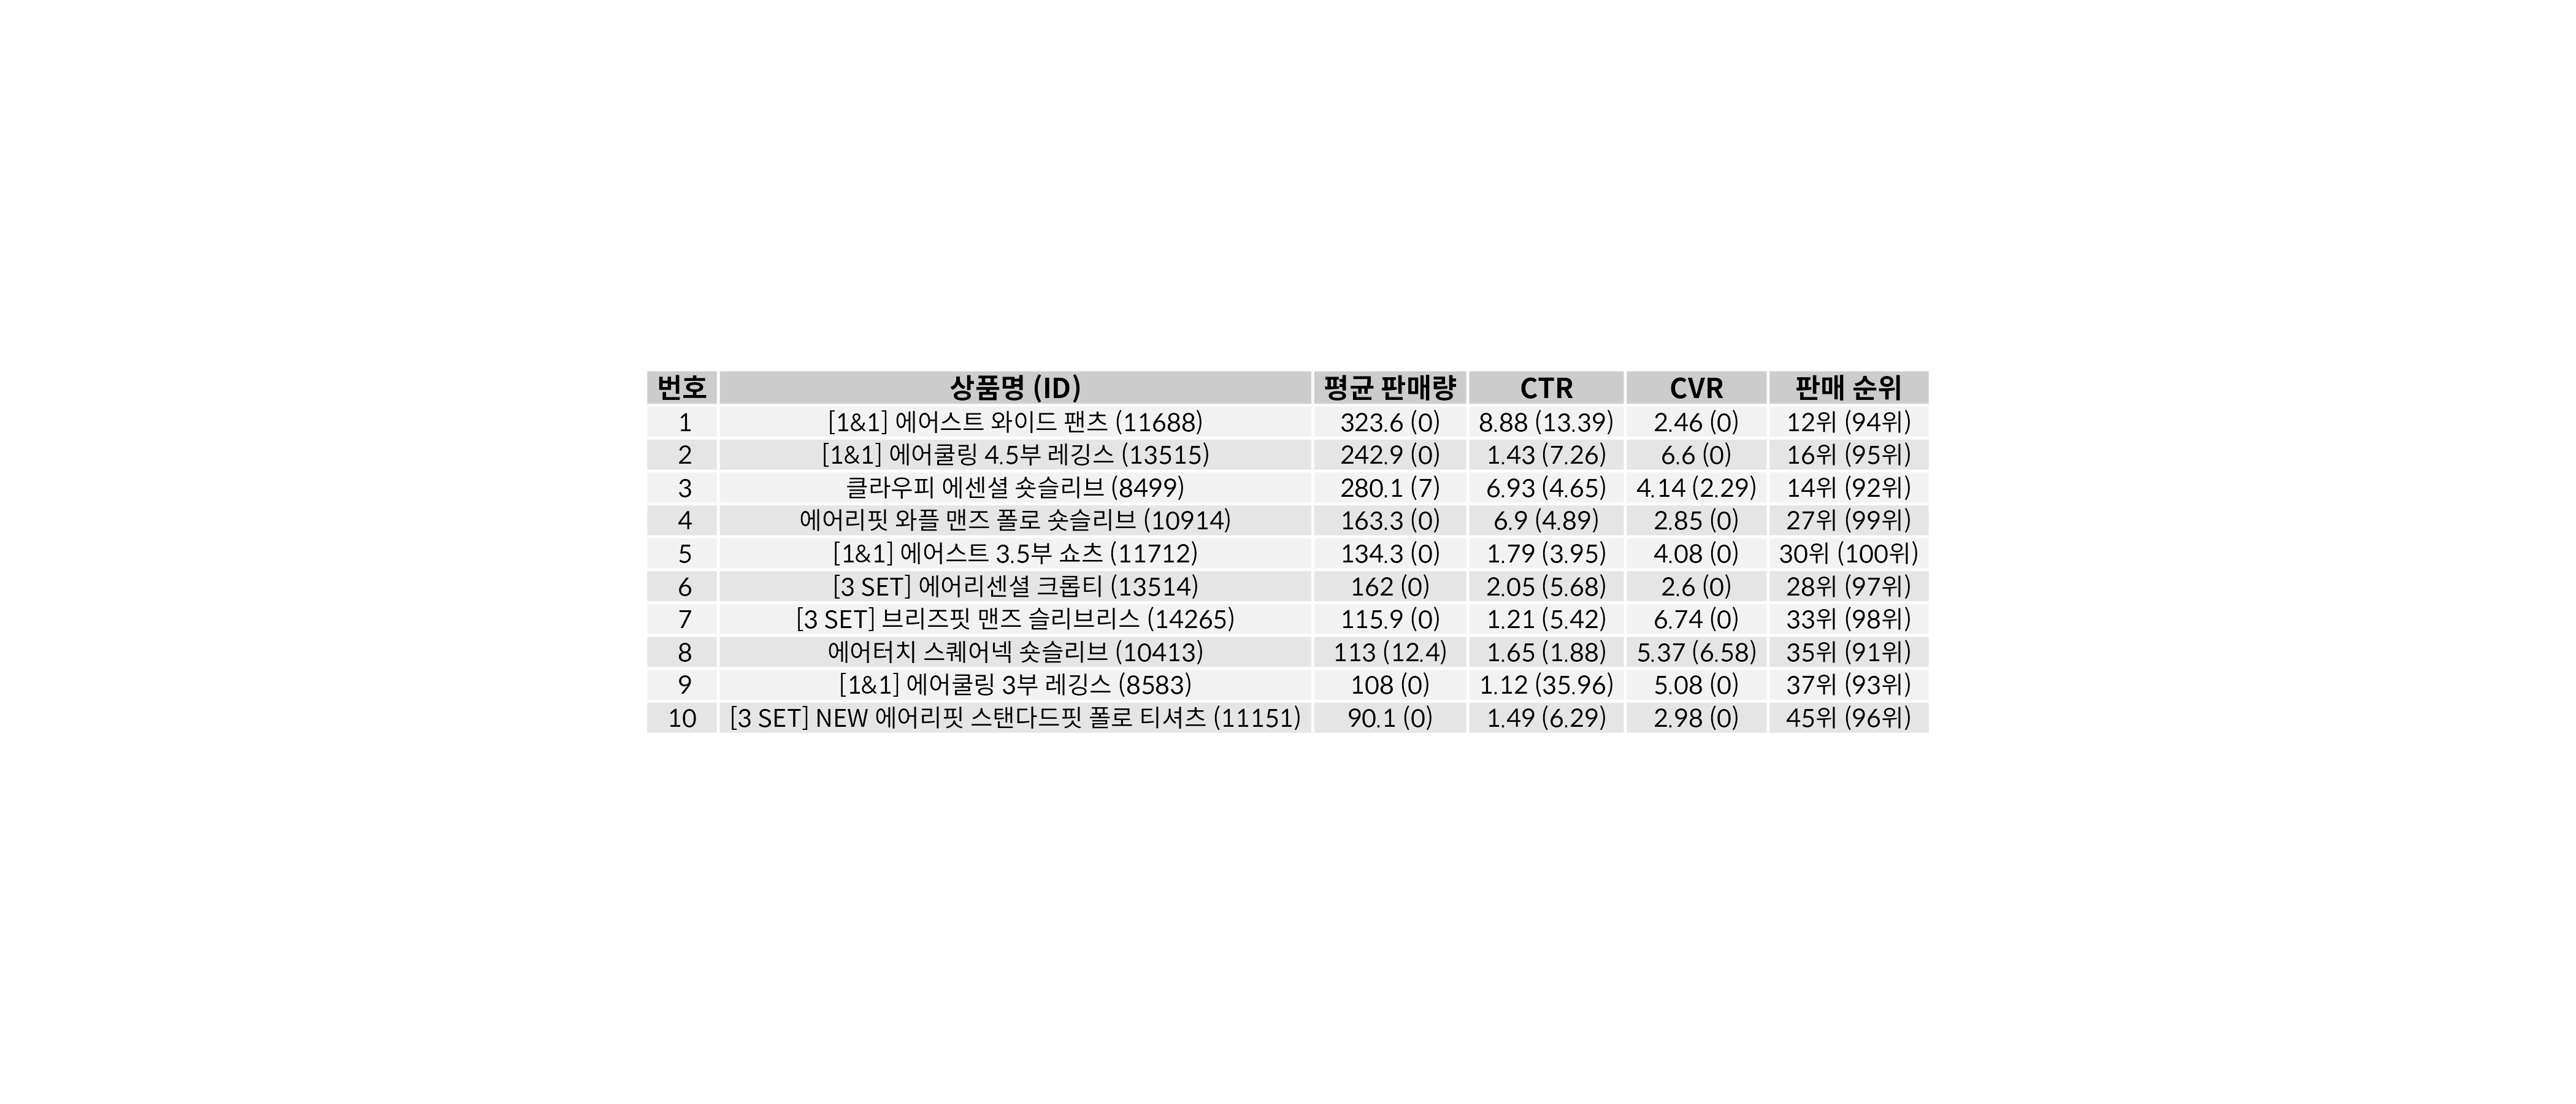 번호 상품명 (ID) 평균 판매량 CTR CVR 판매 순위
1 [1&1] 에어스트 와이드 팬츠 (11688) 323.6 (0) 8.88 (13.39) 2.46 (0) 12위 (94위)
2 [1&1] 에어쿨링 4.5부 레깅스 (13515) 242.9 (0) 1.43 (7.26) 6.6 (0) 16위 (95위)
3 클라우피 에센셜 숏슬리브 (8499) 280.1 (7) 6.93 (4.65) 4.14 (2.29) 14위 (92위)
4 에어리핏 와플 맨즈 폴로 숏슬리브 (10914) 163.3 (0) 6.9 (4.89) 2.85 (0) 27위 (99위)
5 [1&1] 에어스트 3.5부 쇼츠 (11712) 134.3 (0) 1.79 (3.95) 4.08 (0) 30위 (100위)
6 [3 SET] 에어리센셜 크롭티 (13514) 162 (0) 2.05 (5.68) 2.6 (0) 28위 (97위)
7 [3 SET] 브리즈핏 맨즈 슬리브리스 (14265) 115.9 (0) 1.21 (5.42) 6.74 (0) 33위 (98위)
8 에어터치 스퀘어넥 숏슬리브 (10413) 113 (12.4) 1.65 (1.88) 5.37 (6.58) 35위 (91위)
9 [1&1] 에어쿨링 3부 레깅스 (8583) 108 (0) 1.12 (35.96) 5.08 (0) 37위 (93위)
10 [3 SET] NEW 에어리핏 스탠다드핏 폴로 티셔츠 (11151) 90.1 (0) 1.49 (6.29) 2.98 (0) 45위 (96위)